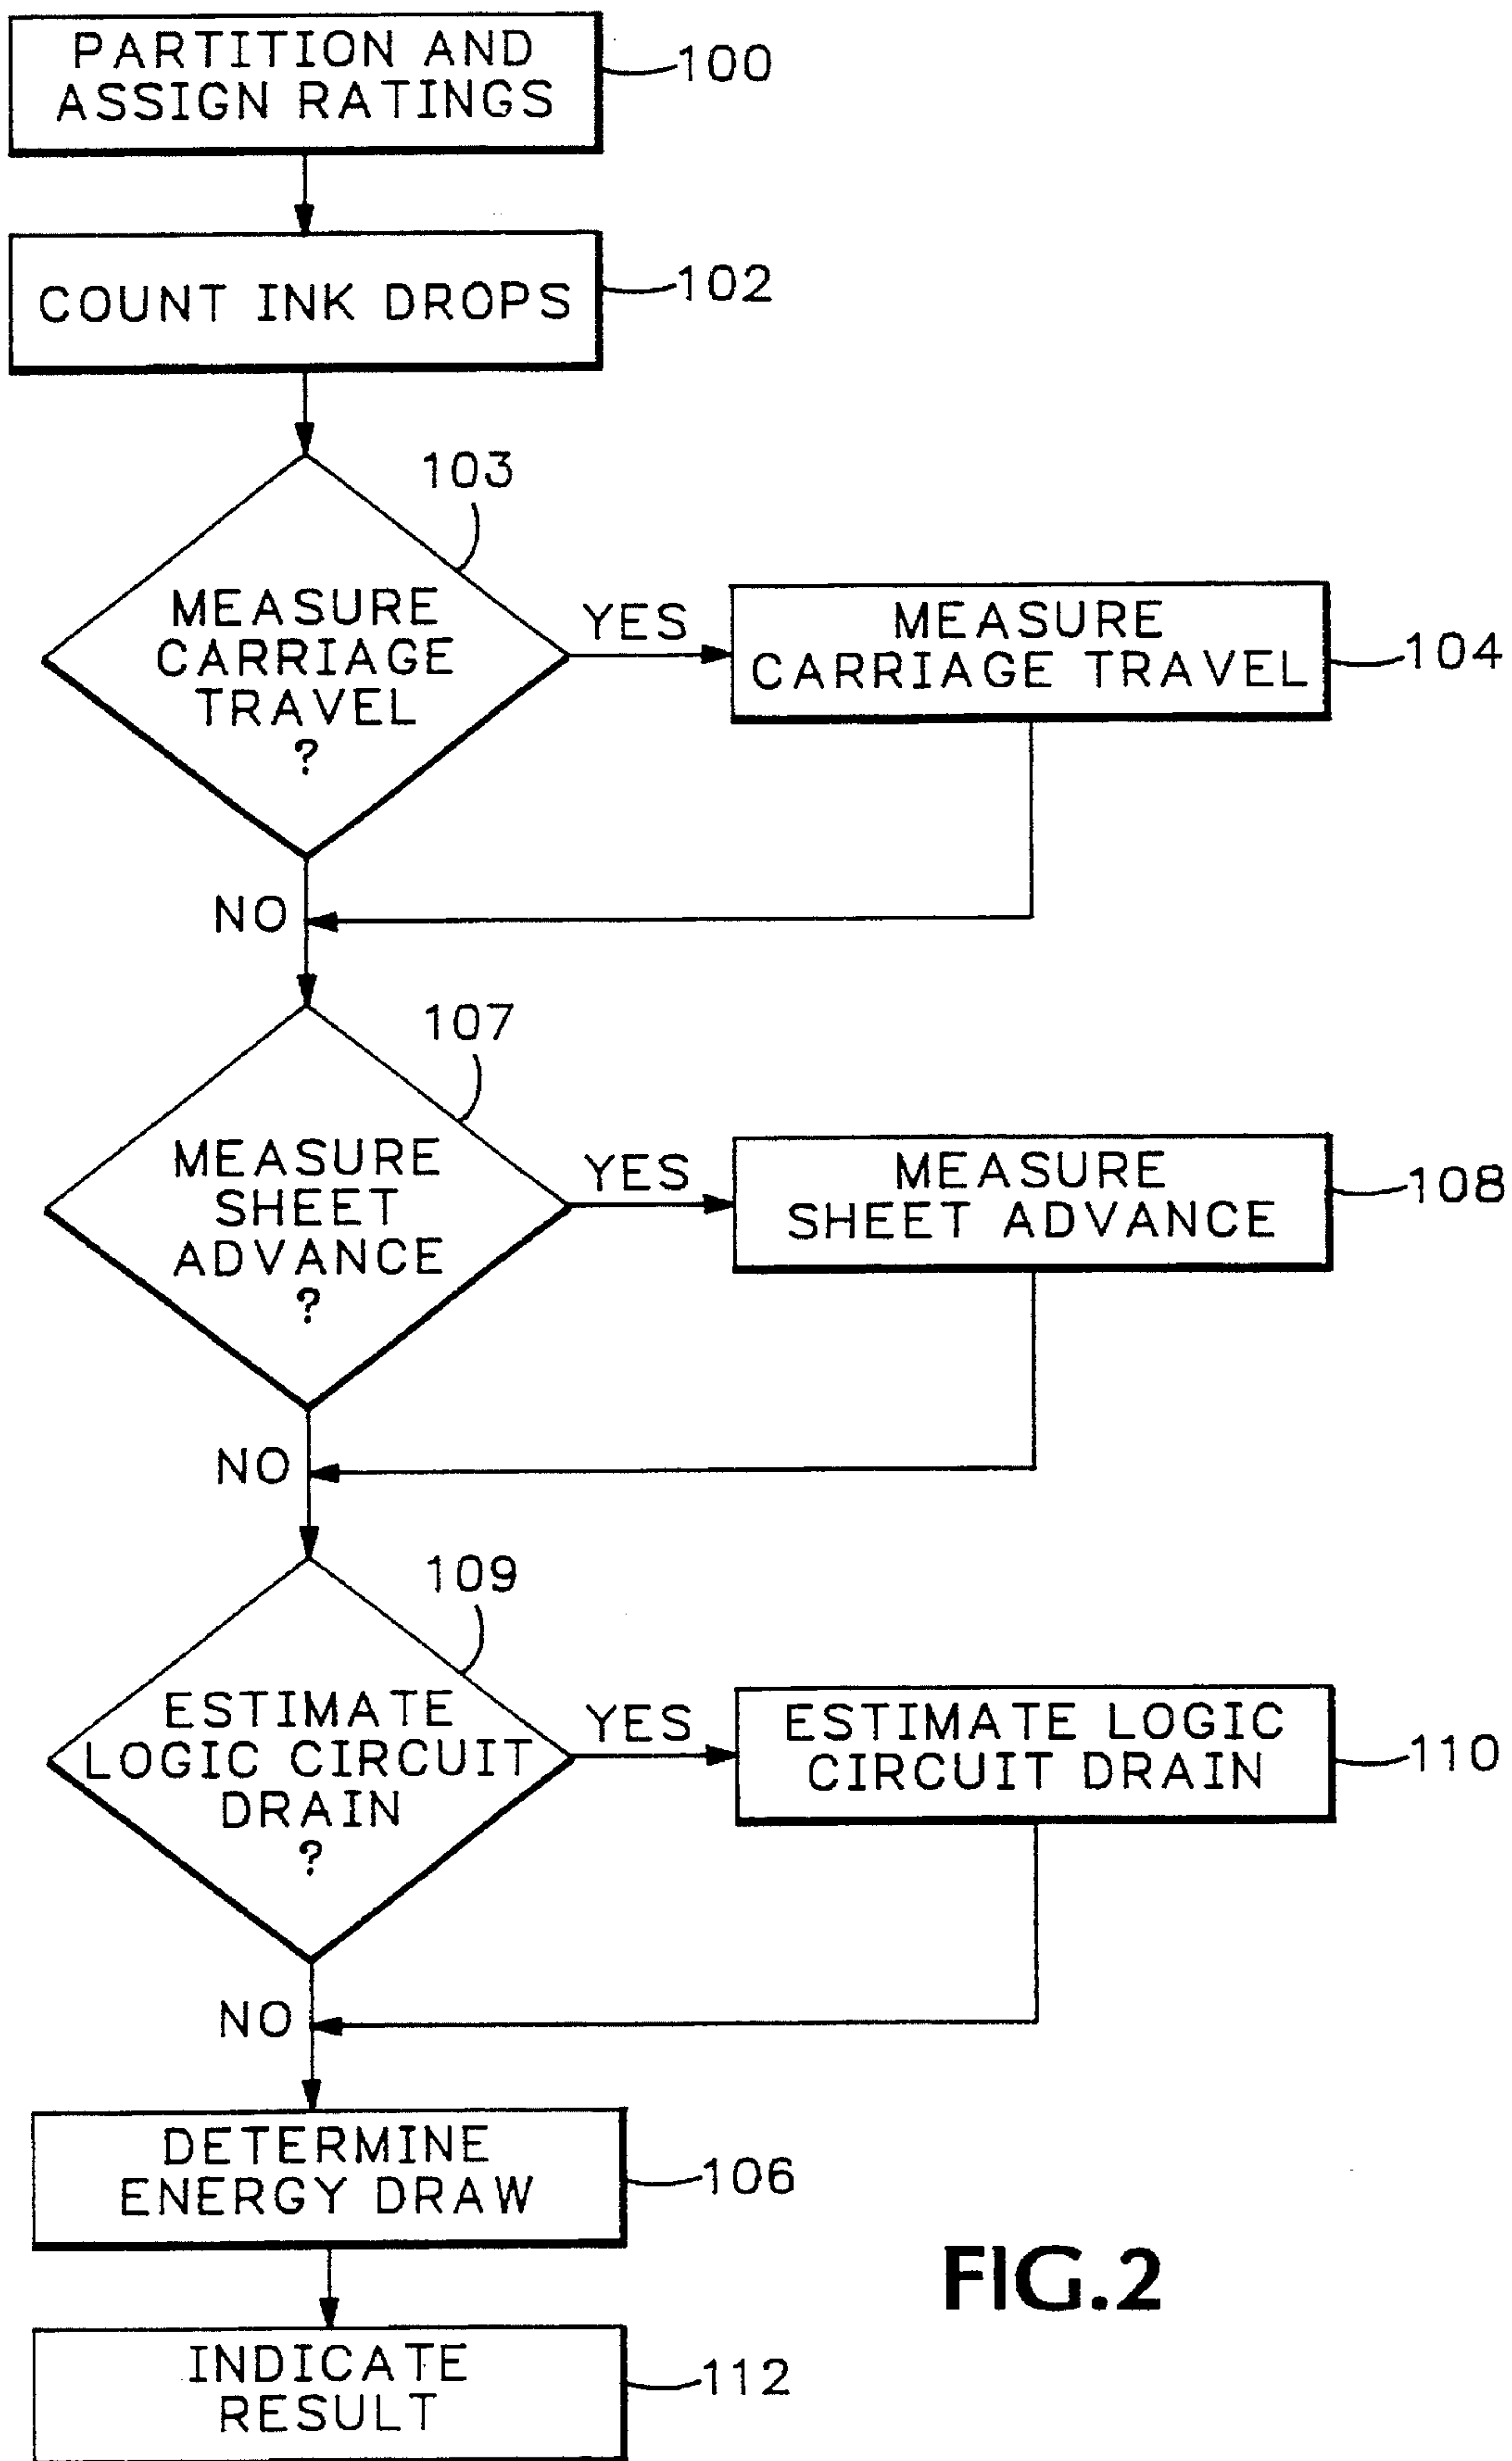 PARTITION AND
ASSIGN RATINGS
100
COUNT INK DROPS
102
103
MEASURE
CARRIAGE
TRAVEL
?
YES
MEASURE
CARRIAGE TRAVEL
104
NO
107
MEASURE
SHEET
ADVANCE
?
YES
MEASURE
SHEET ADVANCE
108
NO
109
ESTIMATE
LOGIC CIRCUIT
DRAIN
?
YES
ESTIMATE LOGIC
CIRCUIT DRAIN
110
NO
DETERMINE
ENERGY DRAW
106
INDICATE
RESULT
112
FIG.2